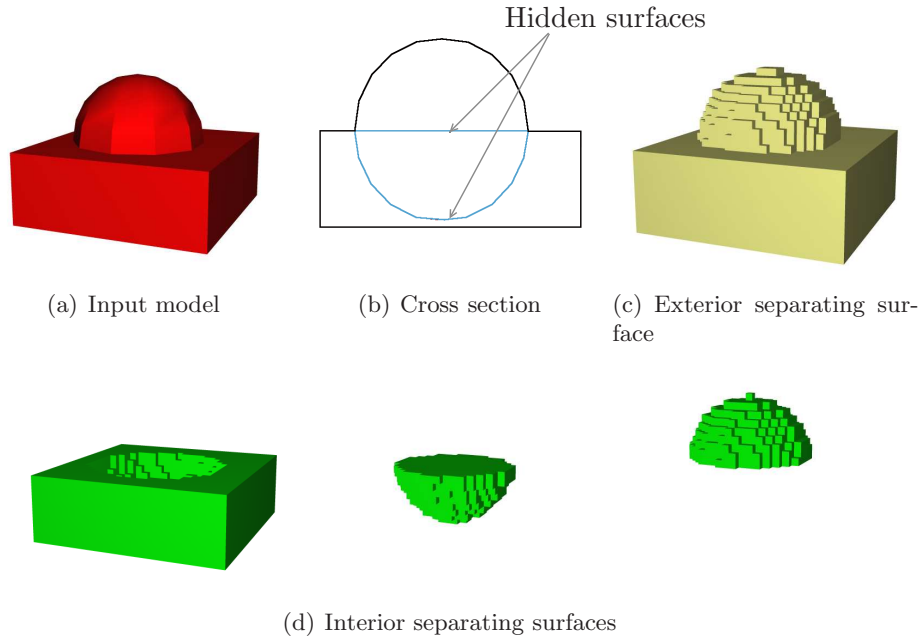 Hidden surfaces
(a) Input model
(b) Cross section
(c) Exterior separating sur-
face
(d) Interior separating surfaces